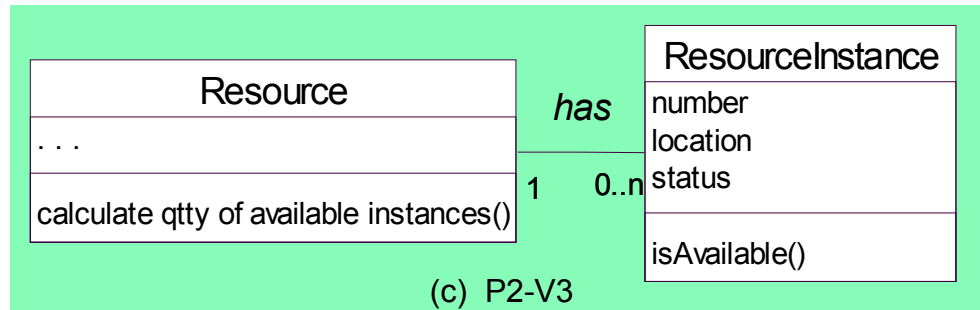 Resource
. . .
calculate qtty of available instances()
has
1
0..n
ResourceInstance
number
location
status
isAvailable()
(c) P2-V3